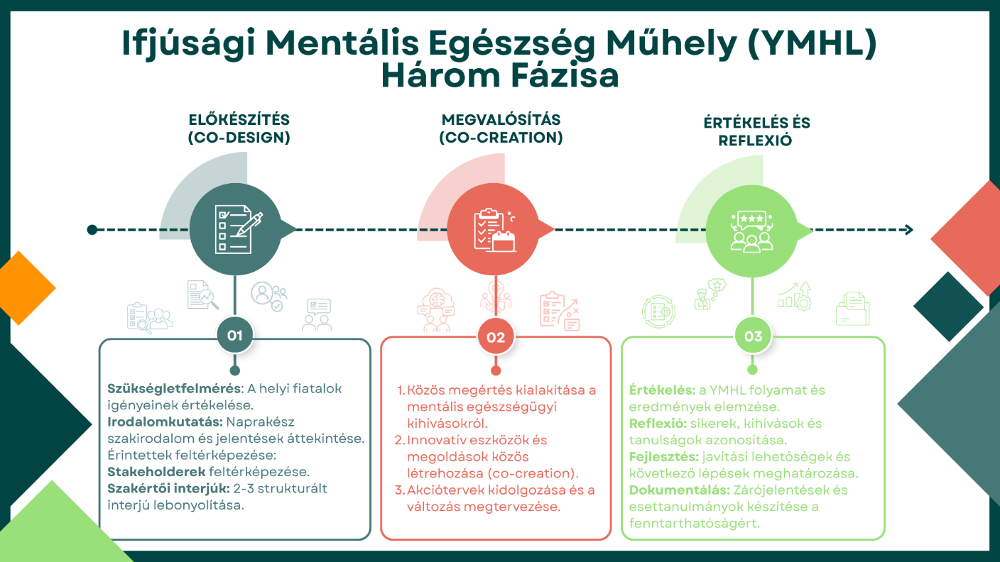 Ifjúsági Mentális Egészség Műhely (YMHL)
Három Fázisa
ELŐKÉSZÍTÉS
(CO-DESIGN)
MEGVALÓSÍTÁS
(CO-CREATION)
ÉRTÉKELÉS ÉS
REFLEXIÓ
01
Szükségletfelmérés: A helyi fiatalok
igényeinek értékelése.
Irodalomkutatás: Naprakész
szakirodalom és jelentések áttekintése.
Érintettek feltérképezése:
Stakeholderek feltérképezése.
Szakértői interjúk: 2-3 strukturált
interjú lebonyolítása.
02
1. Közös megértés kialakítása a
mentális egészségügyi
kihívásokról.
2. Innovatív eszközök és
megoldások közös
létrehozása (co-creation).
3. Akciótervek kidolgozása és a
változás megtervezése.
03
Értékelés: a YMHL folyamat és
eredmények elemzése.
Reflexió: sikerek, kihívások és
tanulságok azonosítása.
Fejlesztés: javítási lehetőségek és
következő lépések meghatározása.
Dokumentálás: Zárójelentések és
esettanulmányok készítése a
fenntarthatóságért.